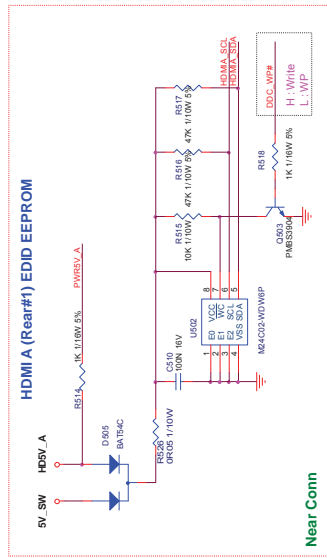 HDMI A (Rear#1) EDID EEPROM
5V_SW
HD5V_A
D505
BAT54C
R514
1K 1/16W 5%
PWR5V_A
R526
0R05 1/10W
C510
100N 16V
U502
1 E0 VCC 8
2 E1 WC 7
3 E2 SCL 6
4 VSS SDA 5
M24C02-WDW6P
R515
10K 1/10W 5%
R516
47K 1/10W 5%
R517
47K 1/10W 5%
HDMIA_SCL
HDMIA_SDA
Q503
PMBS3904
R518
1K 1/16W 5%
DDC_WP#
H : Write
L : WP
Near Conn